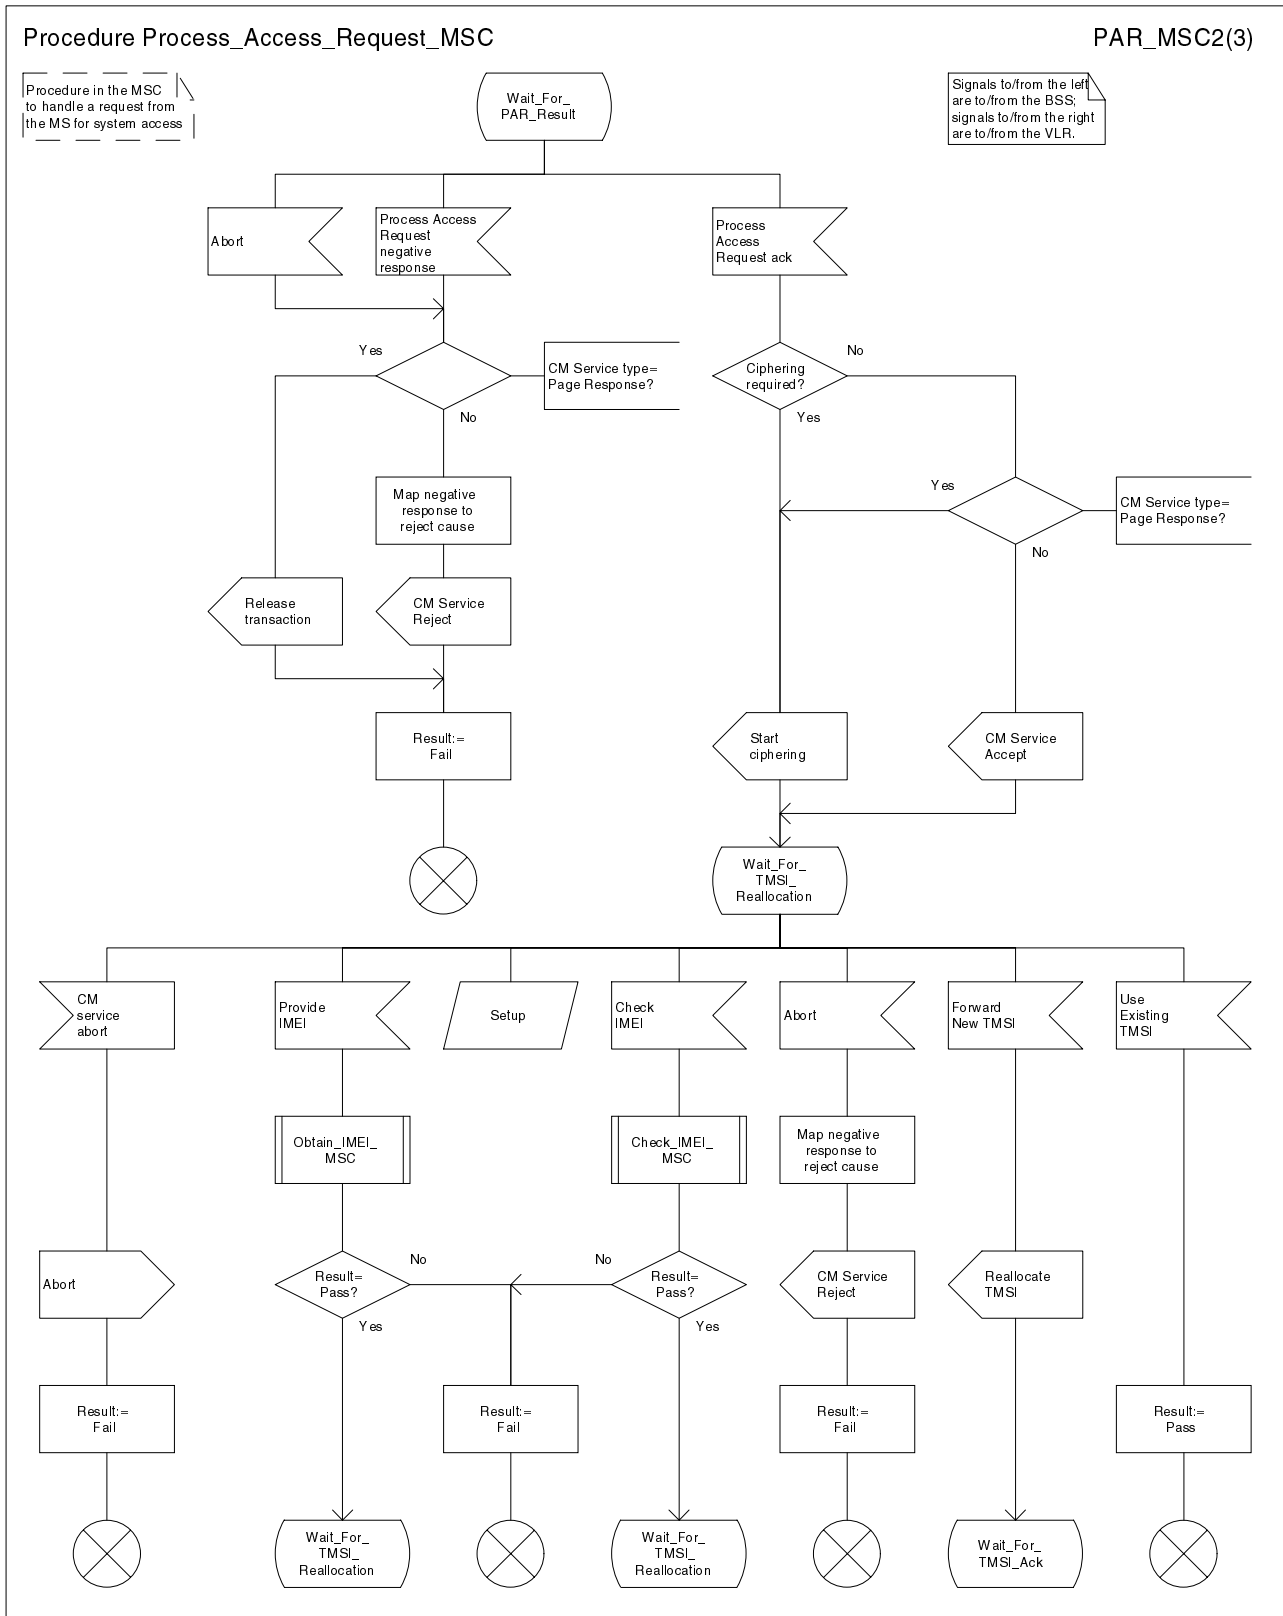 Procedure Process_Access_Request_MSC
PAR_MSC2(3)
Procedure in the MSC
to handle a request from
the MS for system access
Wait_For_
PAR_Result
Signals to/from the left
are to/from the BSS;
signals to/from the right
are to/from the VLR.
Abort
Process Access
Request
negative
response
Process
Access
Request ack
Yes
CM Service type=
Page Response?
No
Ciphering
required?
No
Yes
Map negative
response to
reject cause
Yes
CM Service type=
Page Response?
No
Release
transaction
CM Service
Reject
Result:=
Fail
Start
ciphering
CM Service
Accept
Wait_For_
TMSI_
Reallocation
CM
service
abort
Provide
IMEI
Setup
Check
IMEI
Abort
Forward
New TMSI
Use
Existing
TMSI
Obtain_IMEI_
MSC
Check_IMEI_
MSC
Map negative
response to
reject cause
Abort
Result=
Pass?
No
Yes
No
Result=
Pass?
Yes
CM Service
Reject
Reallocate
TMSI
Result:=
Fail
Result:=
Fail
Result:=
Fail
Result:=
Pass
Wait_For_
TMSI_
Reallocation
Wait_For_
TMSI_
Reallocation
Wait_For_
TMSI_Ack